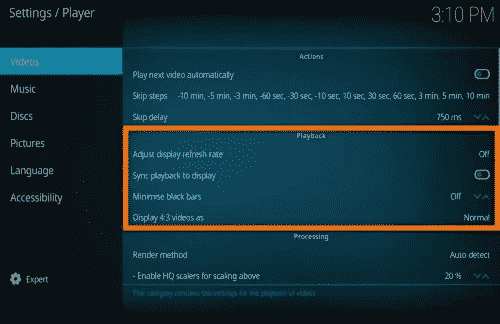 Settings / Player
3:10 PM
Videos
Music
Discs
Pictures
Language
Accessibility
Expert
Actions
Play next video automatically
Skip steps -10 min, -5 min, -3 min, -60 sec, -30 sec, -10 sec, 10 sec, 30 sec, 60 sec, 3 min, 5 min, 10 min
Skip delay 750 ms
Playback
Adjust display refresh rate Off
Sync playback to display
Minimise black bars Off
Display 4:3 videos as Normal
Processing
Render method Auto detect
- Enable HQ scalers for scaling above 20 %
This category contains the settings for the playback of videos